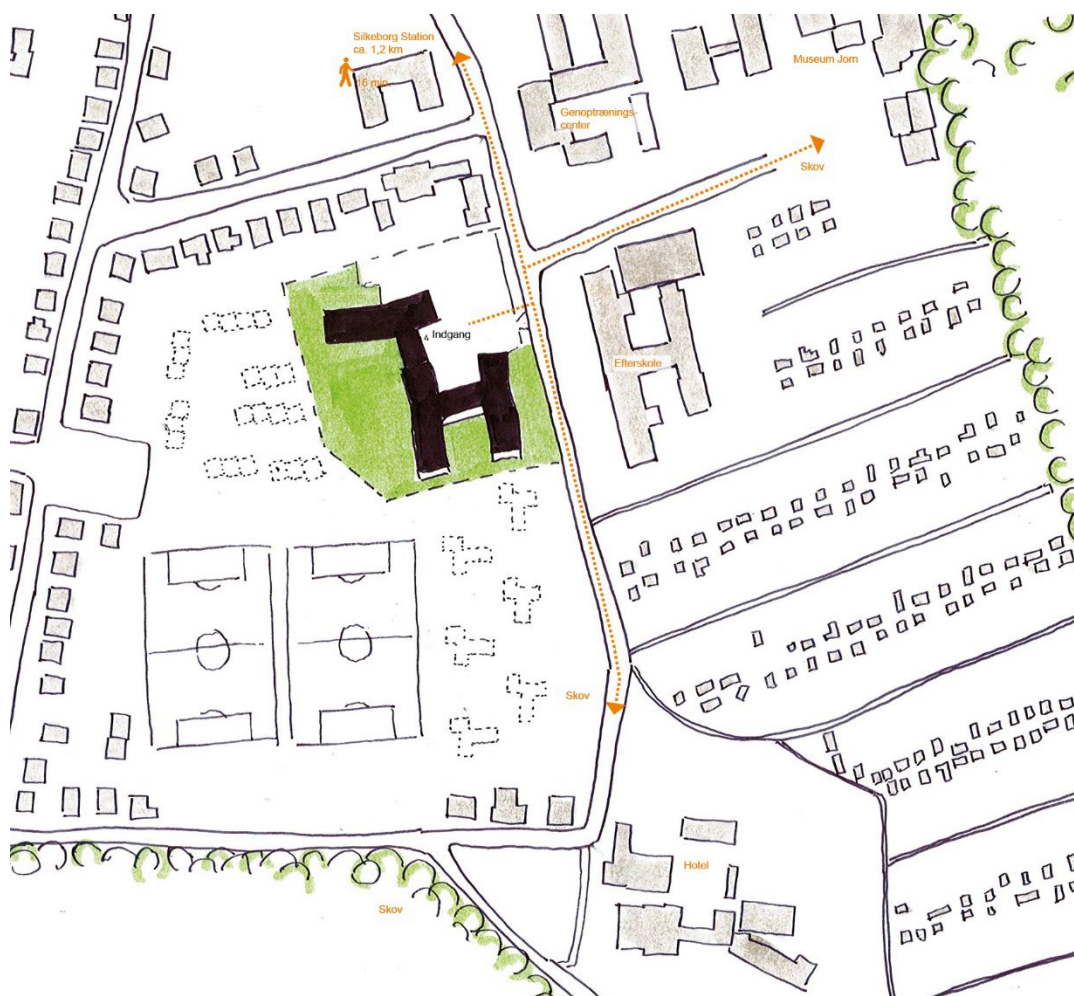 Silkeborg Station
ca. 1,2 km
16 min
Museum Jorn
Genoptrænings-
center
Skov
Indgang
Efterskole
Skov
Hotel
Skov